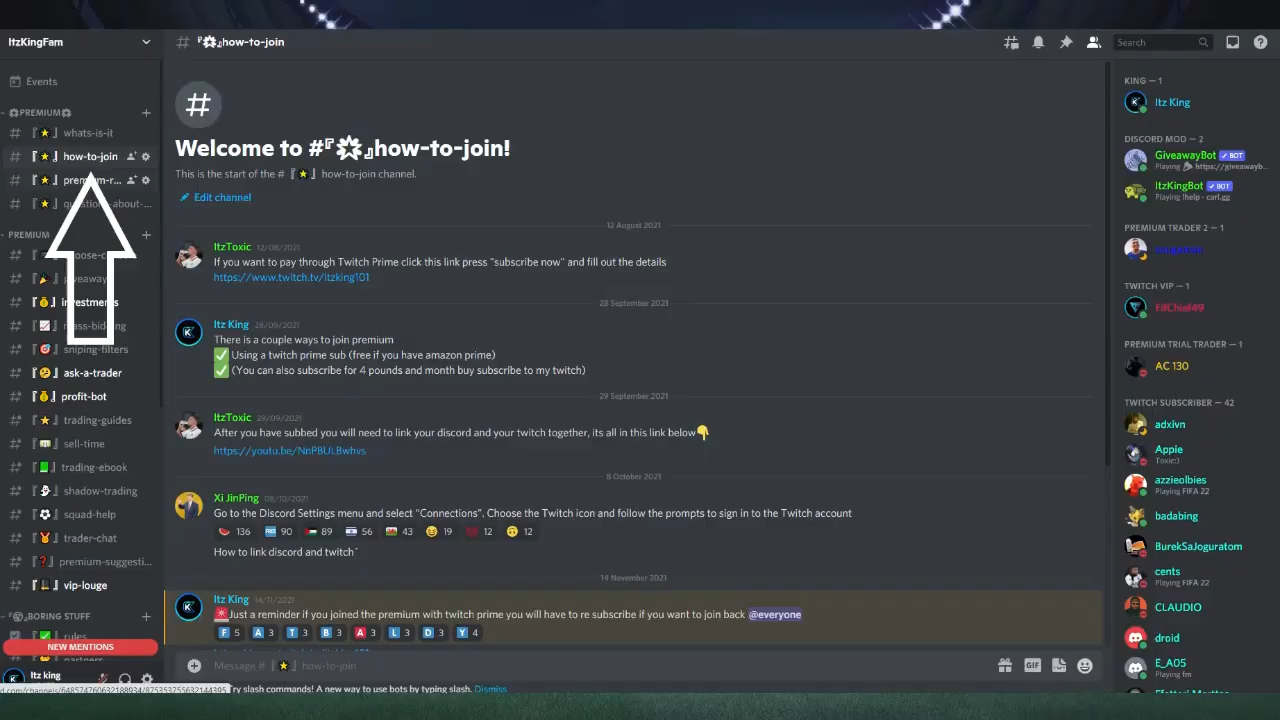 ItzKingFam
Events
PREMIUM
whats-is-it
how-to-join
premium-r...
PREMIUM
giveaway
investments
mass-bidding
sniping-filters
ask-a-trader
profit-bot
trading-guides
sell-time
trading-ebook
shadow-trading
squad-help
trader-chat
premium-suggesti...
vip-louge
BORING STUFF
rules
NEW MENTIONS
partners
Itz king
# 『🌟』how-to-join
Search
Welcome to #『🌟』how-to-join!
This is the start of the # 『⭐』 how-to-join channel.
Edit channel
12 August 2021
ItzToxic 12/08/2021
If you want to pay through Twitch Prime click this link press "subscribe now" and fill out the details
https://www.twitch.tv/itzking101
28 September 2021
Itz King 28/09/2021
There is a couple ways to join premium
✅ Using a twitch prime sub (free if you have amazon prime)
✅ (You can also subscribe for 4 pounds and month buy subscribe to my twitch)
29 September 2021
ItzToxic 29/09/2021
After you have subbed you will need to link your discord and your twitch together, its all in this link below👇
8 October 2021
Xi JinPing 08/10/2021
Go to the Discord Settings menu and select "Connections". Choose the Twitch icon and follow the prompts to sign in to the Twitch account
136 FREE 90 89 56 43 19 12 12
How to link discord and twitch^
14 November 2021
Itz King 14/11/2021
🚨Just a reminder if you joined the premium with twitch prime you will have to re subscribe if you want to join back @everyone
F 5 A 3 T 3 B 3 A 3 L 3 D 3 Y 4
Message # 『⭐』 how-to-join
GIF
Try slash commands! A new way to use bots by typing slash. Dismiss
KING — 1
Itz King
DISCORD MOD — 2
GiveawayBot ✓ BOT
Playing 🎉 https://giveawayb...
ItzKingBot ✓ BOT
Playing !help - carl.gg
PREMIUM TRADER 2 — 1
TWITCH VIP — 1
FifChief49
PREMIUM TRIAL TRADER — 1
AC 130
TWITCH SUBSCRIBER — 42
adxivn
Appie
Toxic:)
azzieolbies
Playing FIFA 22
badabing
BurekSaJoguratom
cents
Playing FIFA 22
CLAUDIO
droid
E_A05
Playing fm